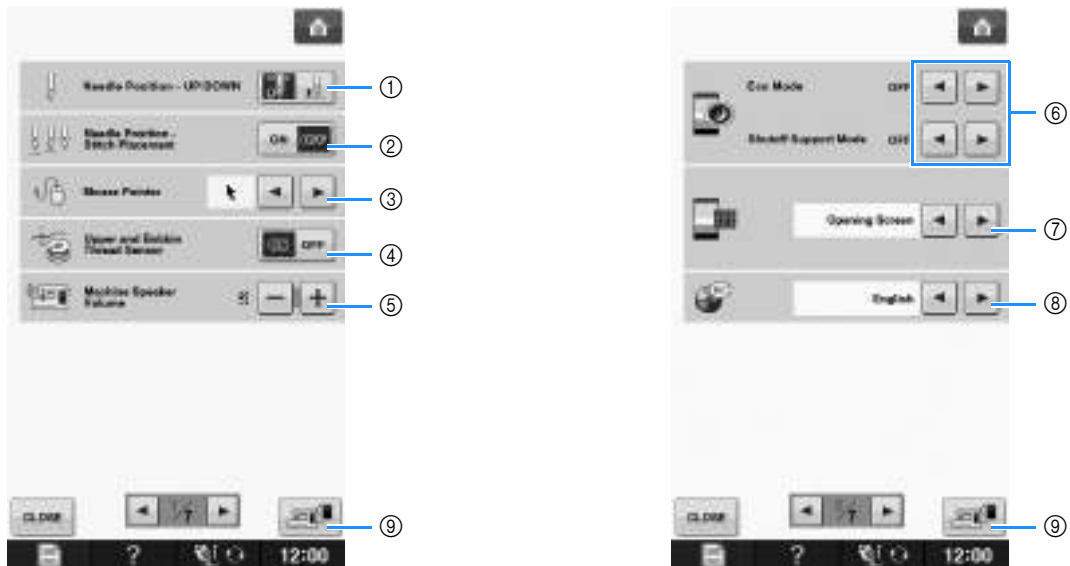 Needle Position - UP/DOWN
①
Needle Position -
Stitch Placement
ON OFF
②
Mouse Pointer
③
Upper and Bobbin
Thread Sensor
ON OFF
④
Machine Speaker
Volume
⑤
CLOSE
⑨
?
12:00
Eco Mode OFF
⑥
Shutoff Support Mode OFF
Opening Screen
⑦
English
⑧
CLOSE
⑨
?
12:00